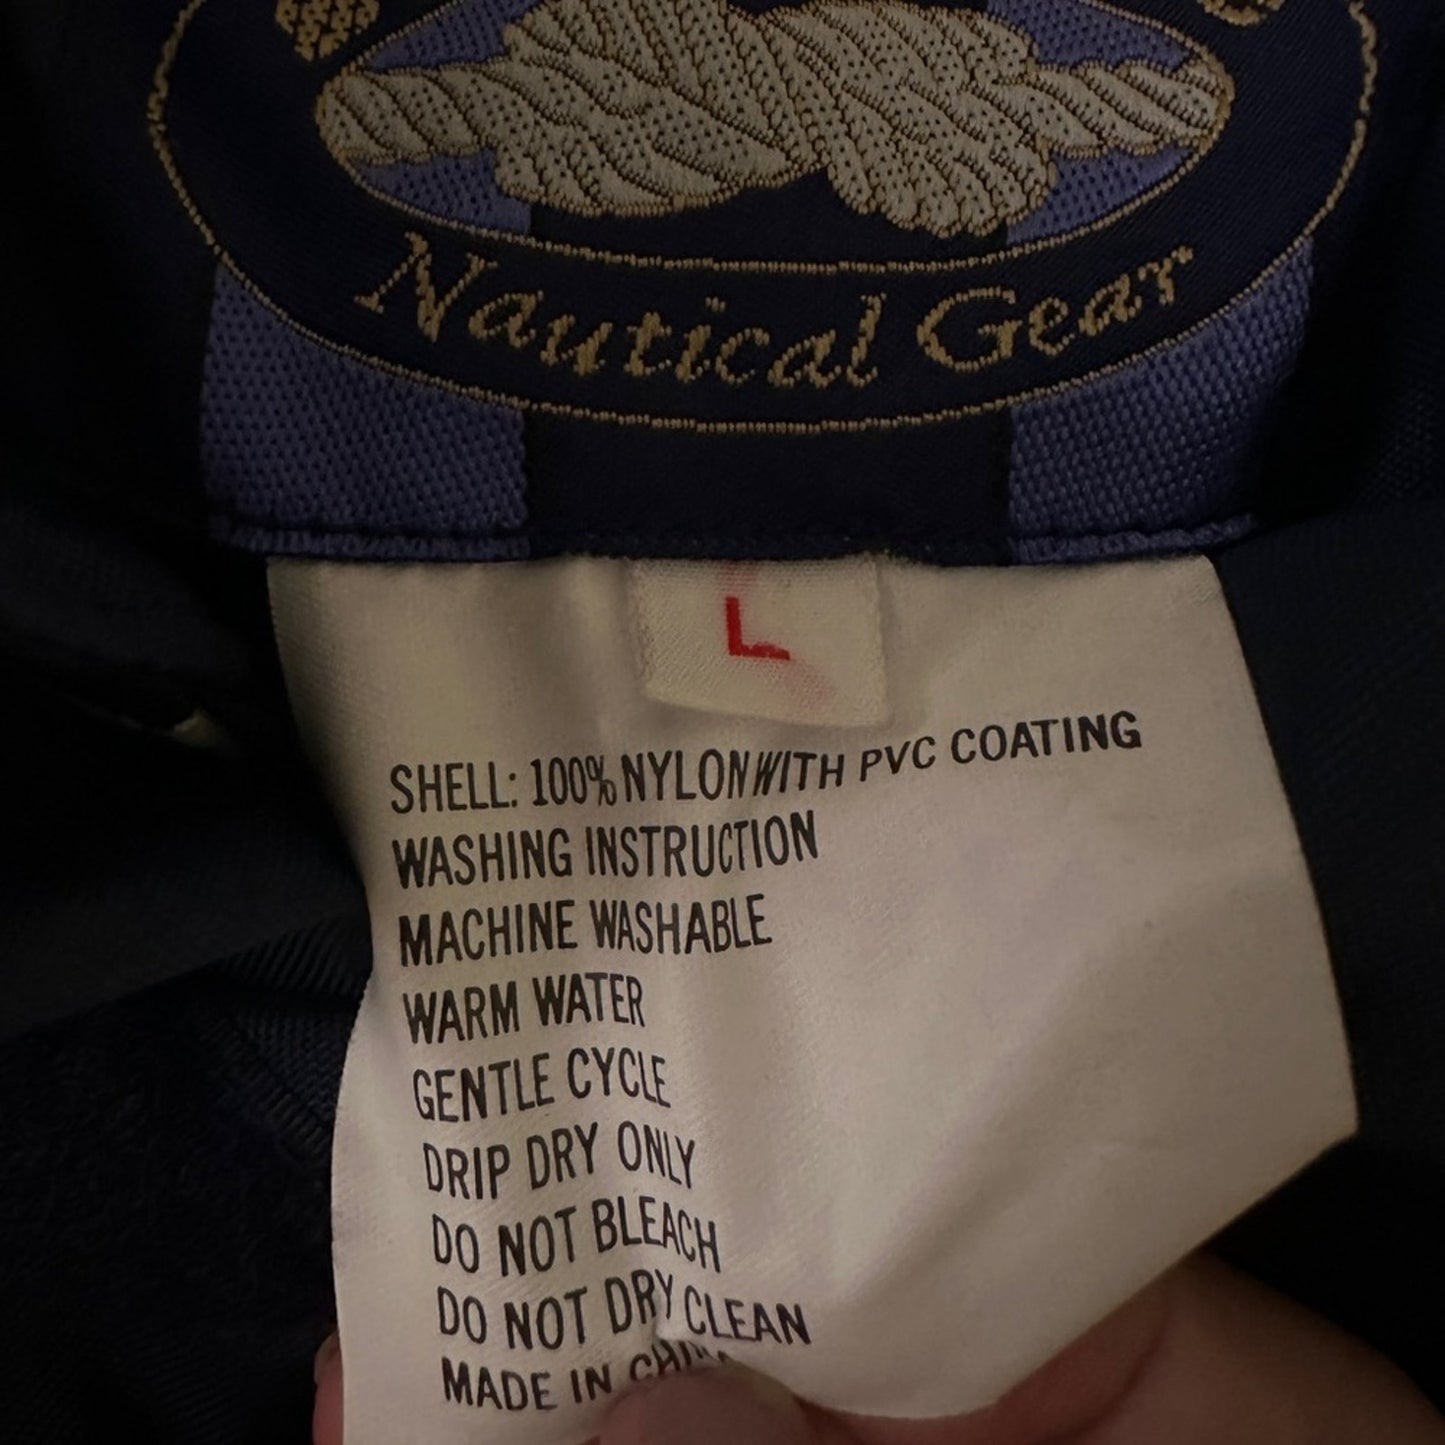 Nautical Gear
L
SHELL: 100% NYLON WITH PVC COATING
WASHING INSTRUCTION
MACHINE WASHABLE
WARM WATER
GENTLE CYCLE
DRIP DRY ONLY
DO NOT BLEACH
DO NOT DRY CLEAN
MADE IN CHINA